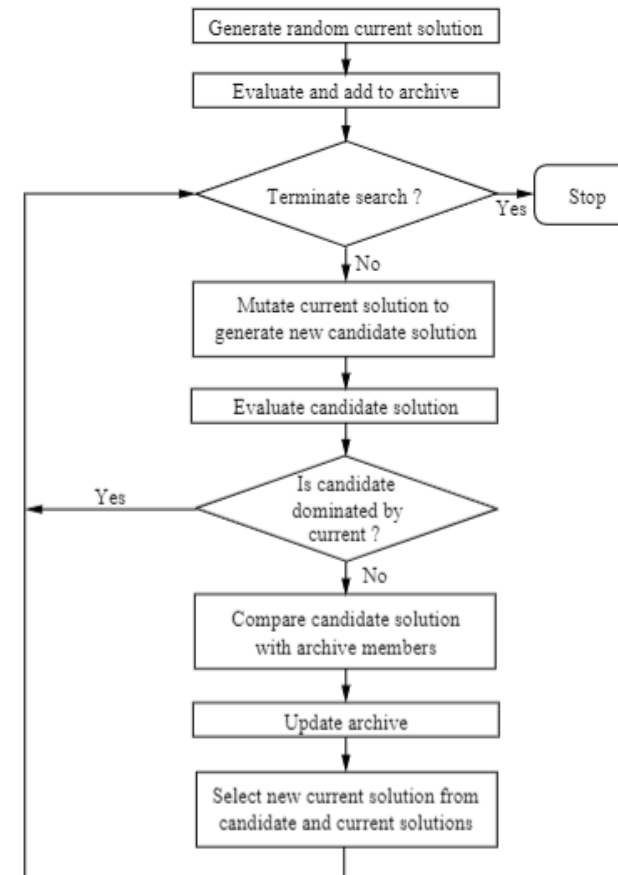 Generate random current solution
Evaluate and add to archive
Terminate search ?
Yes
Stop
No
Mutate current solution to
generate new candidate solution
Evaluate candidate solution
Is candidate
dominated by
current ?
Yes
No
Compare candidate solution
with archive members
Update archive
Select new current solution from
candidate and current solutions